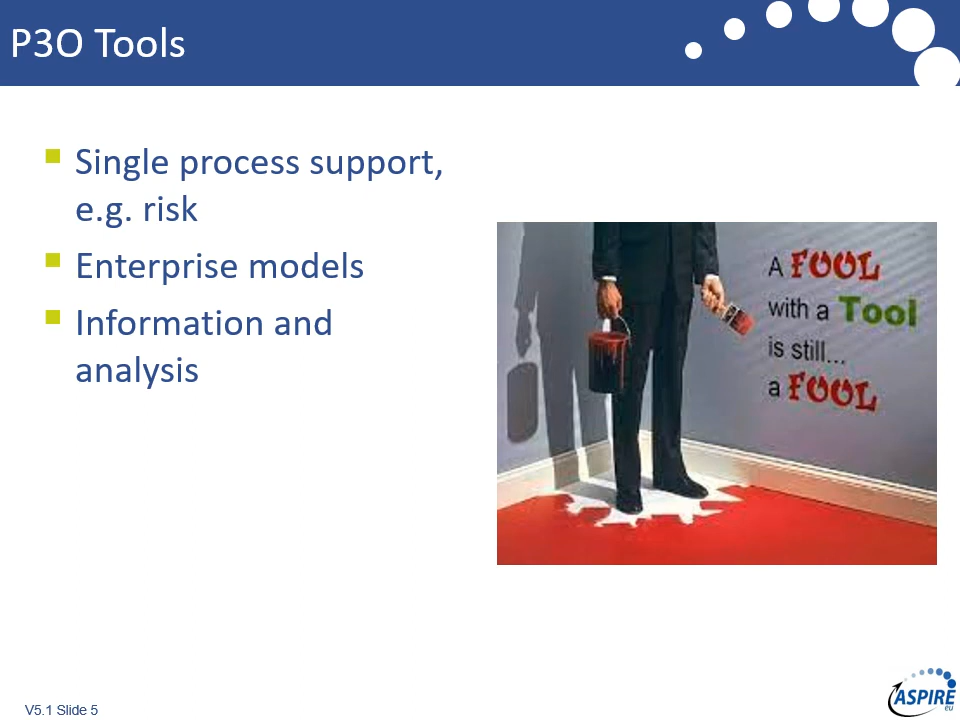 P3O Tools
Single process support,
e.g. risk
Enterprise models
Information and
analysis
A FOOL
with a Tool
is still...
a FOOL
V5.1 Slide 5
ASPIRE
eu